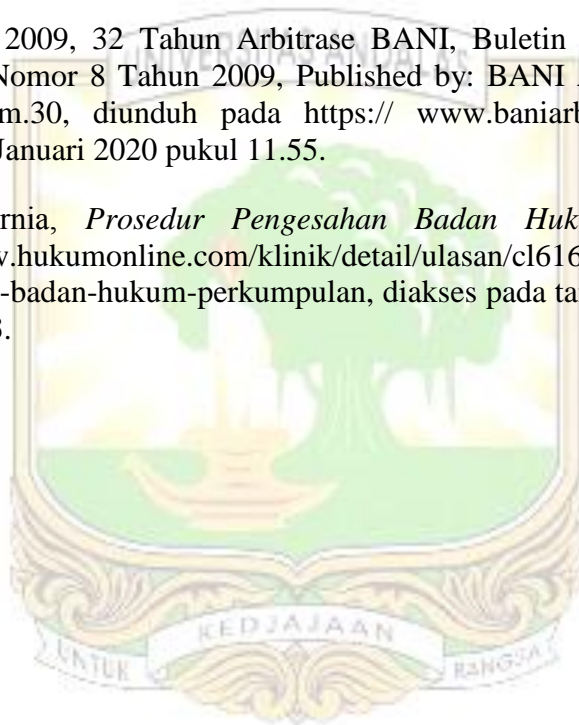 2009, 32 Tahun Arbitrase BANI, Buletin
Nomor 8 Tahun 2009, Published by: BANI
m.30, diunduh pada https:// www.baniarb
Januari 2020 pukul 11.55.
rnia, Prosedur Pengesahan Badan Huk
w.hukumonline.com/klinik/detail/ulasan/cl616
-badan-hukum-perkumpulan, diakses pada ta
UNIVERSITAS ANDALAS
UNTUK KEDJAJAAN BANGSA